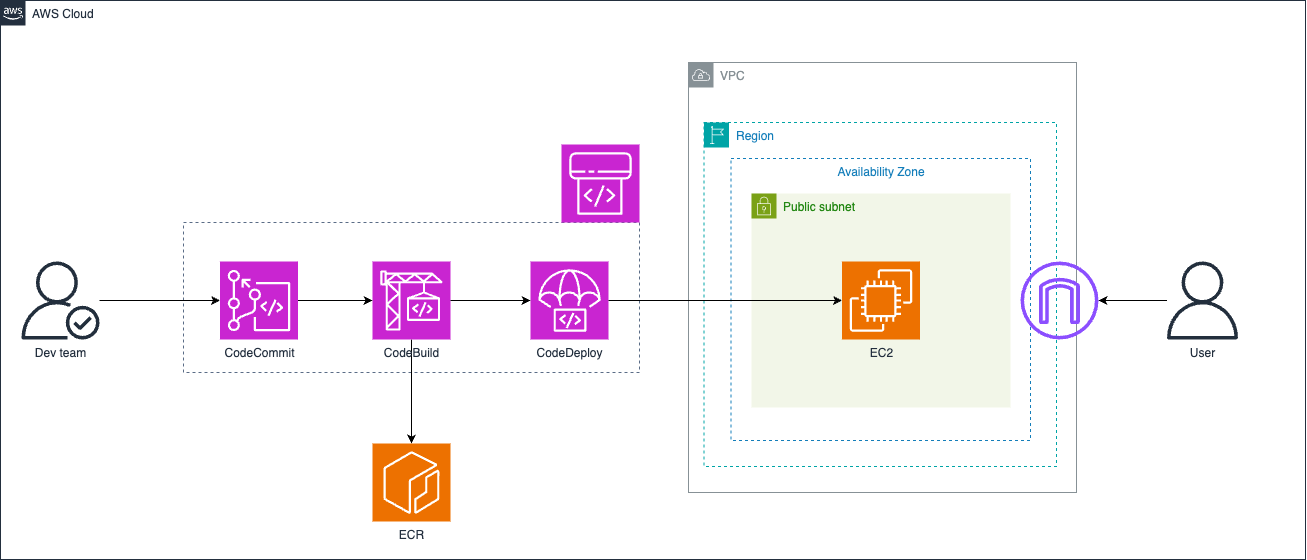 aws
AWS Cloud
VPC
Region
Availability Zone
Public subnet
Dev team
CodeCommit
CodeBuild
CodeDeploy
EC2
User
ECR